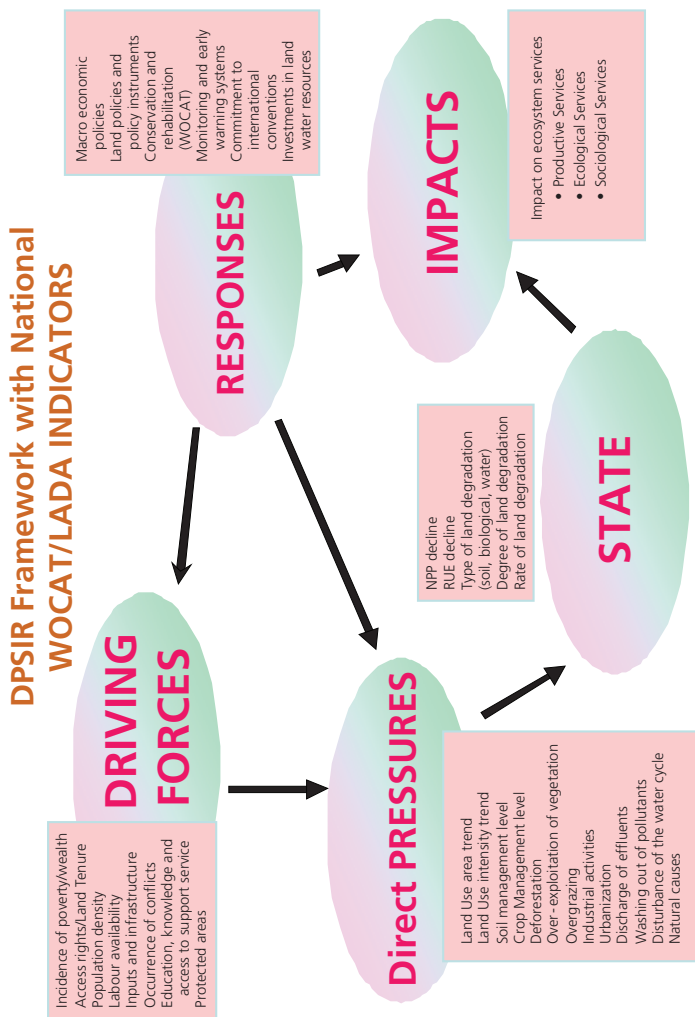 DPSIR Framework with National
WOCAT/LADA INDICATORS
Incidence of poverty/wealth
Access rights/Land Tenure
Population density
Labour availability
Inputs and infrastructure
Occurrence of conflicts
Education, knowledge and
access to support service
Protected areas
DRIVING
FORCES
RESPONSES
Macro economic
policies
Land policies and
policy instruments
Conservation and
rehabilitation
(WOCAT)
Monitoring and early
warning systems
Commitment to
international
conventions
Investments in land
water resources
Direct PRESSURES
Land Use area trend
Land Use intensity trend
Soil management level
Crop Management level
Deforestation
Over-exploitation of vegetation
Overgrazing
Industrial activities
Urbanization
Discharge of effluents
Washing out of pollutants
Disturbance of the water cycle
Natural causes
NPP decline
RUE decline
Type of land degradation
(soil, biological, water)
Degree of land degradation
Rate of land degradation
STATE
IMPACTS
Impact on ecosystem services
• Productive Services
• Ecological Services
• Sociological Services